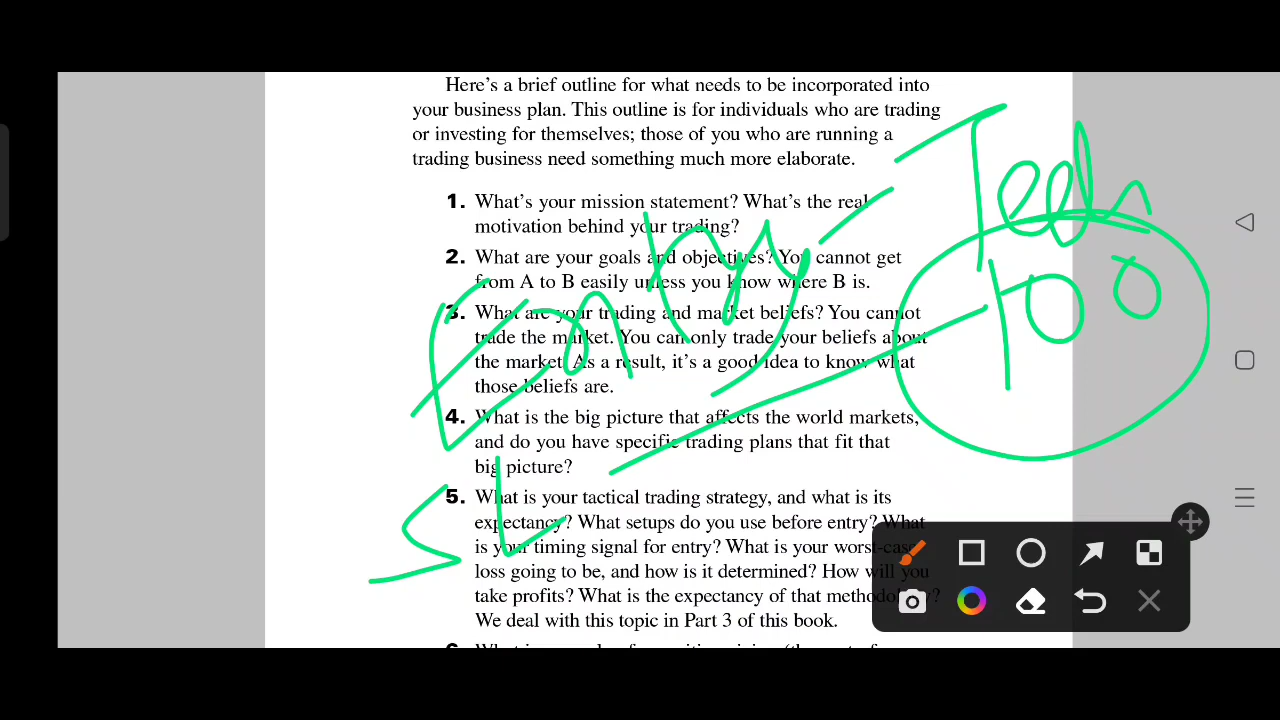 Here's a brief outline for what needs to be incorporated into
your business plan. This outline is for individuals who are trading
or investing for themselves; those of you who are running a
trading business need something much more elaborate.
1. What's your mission statement? What's the real
motivation behind your trading?
2. What are your goals and objectives? You cannot get
from A to B easily unless you know where B is.
3. What are your trading and market beliefs? You cannot
trade the market. You can only trade your beliefs about
the market. As a result, it's a good idea to know what
those beliefs are.
4. What is the big picture that affects the world markets,
and do you have specific trading plans that fit that
big picture?
5. What is your tactical trading strategy, and what is its
expectancy? What setups do you use before entry? What
is your timing signal for entry? What is your worst-case
loss going to be, and how is it determined? How will you
take profits? What is the expectancy of that methodology?
We deal with this topic in Part 3 of this book.
Entry
Tech
100
SL